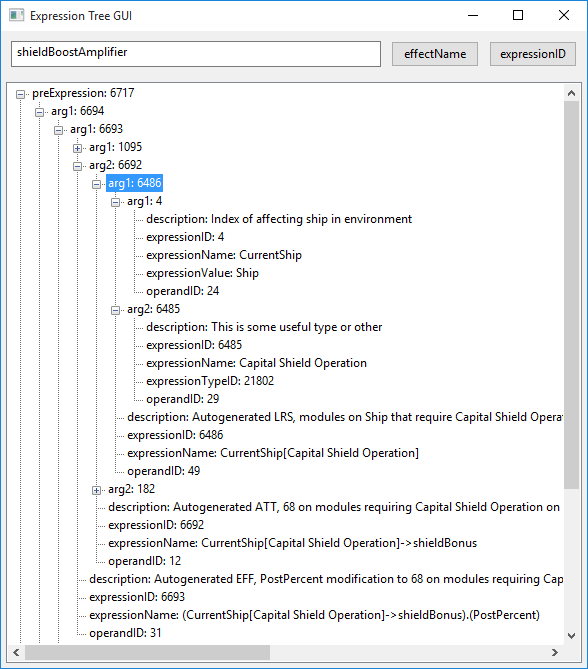 Expression Tree GUI
shieldBoostAmplifier
effectName
expressionID
preExpression: 6717
arg1: 6694
arg1: 6693
arg1: 1095
arg2: 6692
arg1: 6486
arg1: 4
description: Index of affecting ship in environment
expressionID: 4
expressionName: CurrentShip
expressionValue: Ship
operandID: 24
arg2: 6485
description: This is some useful type or other
expressionID: 6485
expressionName: Capital Shield Operation
expressionTypeID: 21802
operandID: 29
description: Autogenerated LRS, modules on Ship that require Capital Shield Opera
expressionID: 6486
expressionName: CurrentShip[Capital Shield Operation]
operandID: 49
arg2: 182
description: Autogenerated ATT, 68 on modules requiring Capital Shield Operation on
expressionID: 6692
expressionName: CurrentShip[Capital Shield Operation]->shieldBonus
operandID: 12
description: Autogenerated EFF, PostPercent modification to 68 on modules requiring Cap
expressionID: 6693
expressionName: (CurrentShip[Capital Shield Operation]->shieldBonus).(PostPercent)
operandID: 31